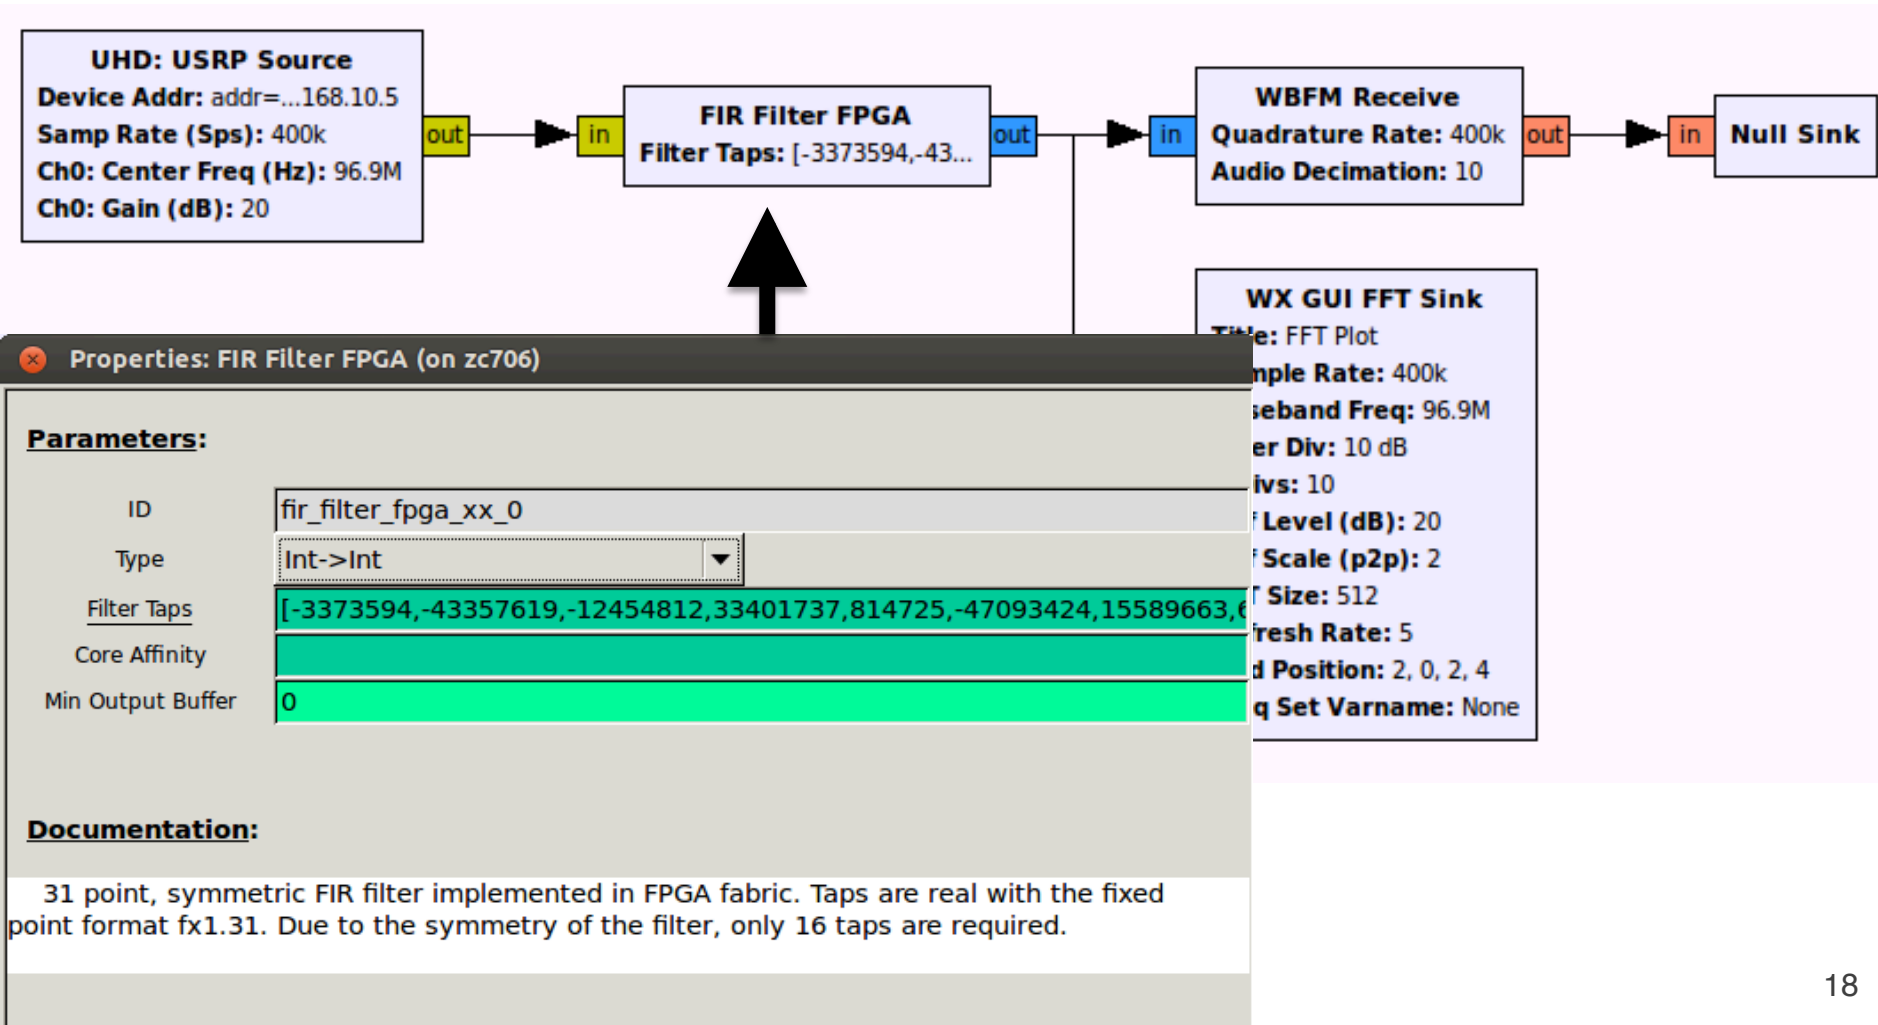 UHD: USRP Source
Device Addr: addr=...168.10.5
Samp Rate (Sps): 400k
Ch0: Center Freq (Hz): 96.9M
Ch0: Gain (dB): 20
out
in
FIR Filter FPGA
Filter Taps: [-3373594,-43...
out
in
WBFM Receive
Quadrature Rate: 400k
Audio Decimation: 10
out
in
Null Sink
WX GUI FFT Sink
Title: FFT Plot
mple Rate: 400k
seband Freq: 96.9M
er Div: 10 dB
ivs: 10
f Level (dB): 20
f Scale (p2p): 2
T Size: 512
fresh Rate: 5
d Position: 2, 0, 2, 4
q Set Varname: None
Properties: FIR Filter FPGA (on zc706)
Parameters:
ID
fir_filter_fpga_xx_0
Type
Int->Int
Filter Taps
[-3373594,-43357619,-12454812,33401737,814725,-47093424,15589663,6
Core Affinity
Min Output Buffer
0
Documentation:
31 point, symmetric FIR filter implemented in FPGA fabric. Taps are real with the fixed
point format fx1.31. Due to the symmetry of the filter, only 16 taps are required.
18